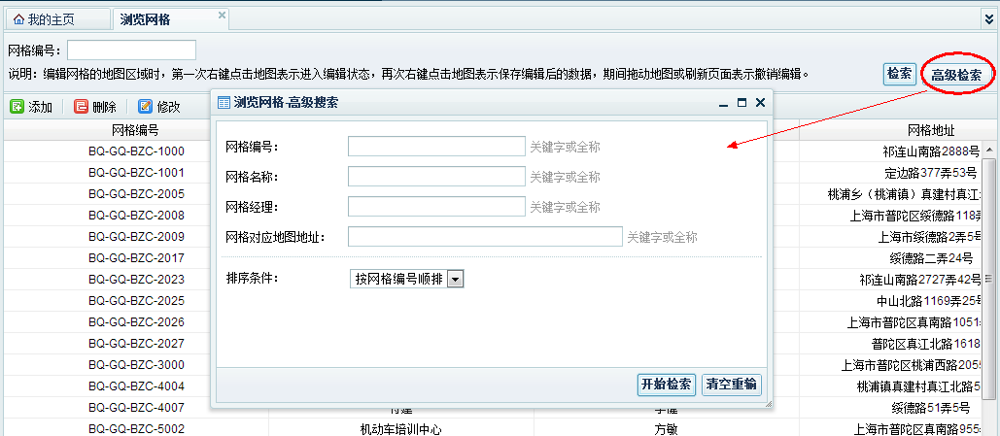 我的主页 浏览网格
网格编号：
说明：编辑网格的地图区域时，第一次右键点击地图表示进入编辑状态，再次右键点击地图表示保存编辑后的数据，期间拖动地图或刷新页面表示撤销编辑。 检索 高级检索
添加 删除 修改
浏览网格-高级搜索
网格编号： 关键字或全称
网格名称： 关键字或全称
网格经理： 关键字或全称
网格对应地图地址： 关键字或全称
排序条件： 按网格编号顺排
开始检索 清空重输
网格编号 网格地址
BQ-GQ-BZC-1000 祁连山南路2888号
BQ-GQ-BZC-1001 定边路377弄53号
BQ-GQ-BZC-2005 桃浦乡（桃浦镇）真建村真江
BQ-GQ-BZC-2008 上海市普陀区绥德路118
BQ-GQ-BZC-2009 上海市绥德路2弄5号
BQ-GQ-BZC-2017 绥德路二弄24号
BQ-GQ-BZC-2023 祁连山南路2727弄42号
BQ-GQ-BZC-2025 中山北路1169弄25号
BQ-GQ-BZC-2026 上海市普陀区真南路1051
BQ-GQ-BZC-2027 普陀区真江北路1618
BQ-GQ-BZC-3000 上海市普陀区桃浦西路205
BQ-GQ-BZC-4004 桃浦镇真建村真江北路5
BQ-GQ-BZC-4007 绥德路51弄5号
BQ-GQ-BZC-5002 机动车培训中心 方敏 上海市普陀区真南路955